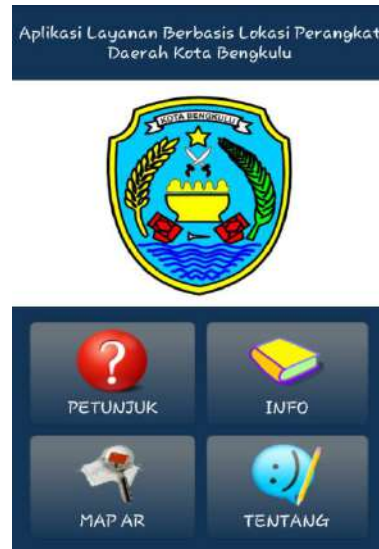 Aplikasi Layanan Berbasis Lokasi Perangkat
Daerah Kota Bengkulu
KOTA BENGKULU
PETUNJUK
INFO
MAP AR
TENTANG